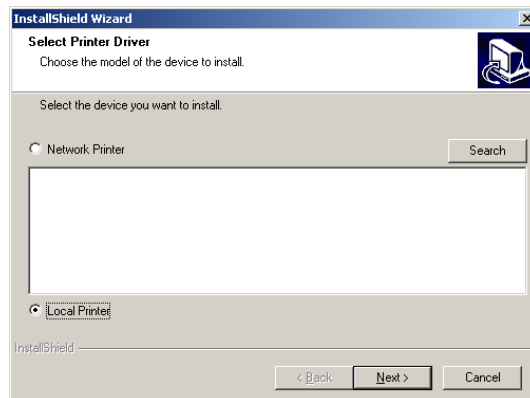 InstallShield Wizard
Select Printer Driver
Choose the model of the device to install.
Select the device you want to install.
Network Printer
Search
Local Printer
InstallShield
< Back
Next >
Cancel